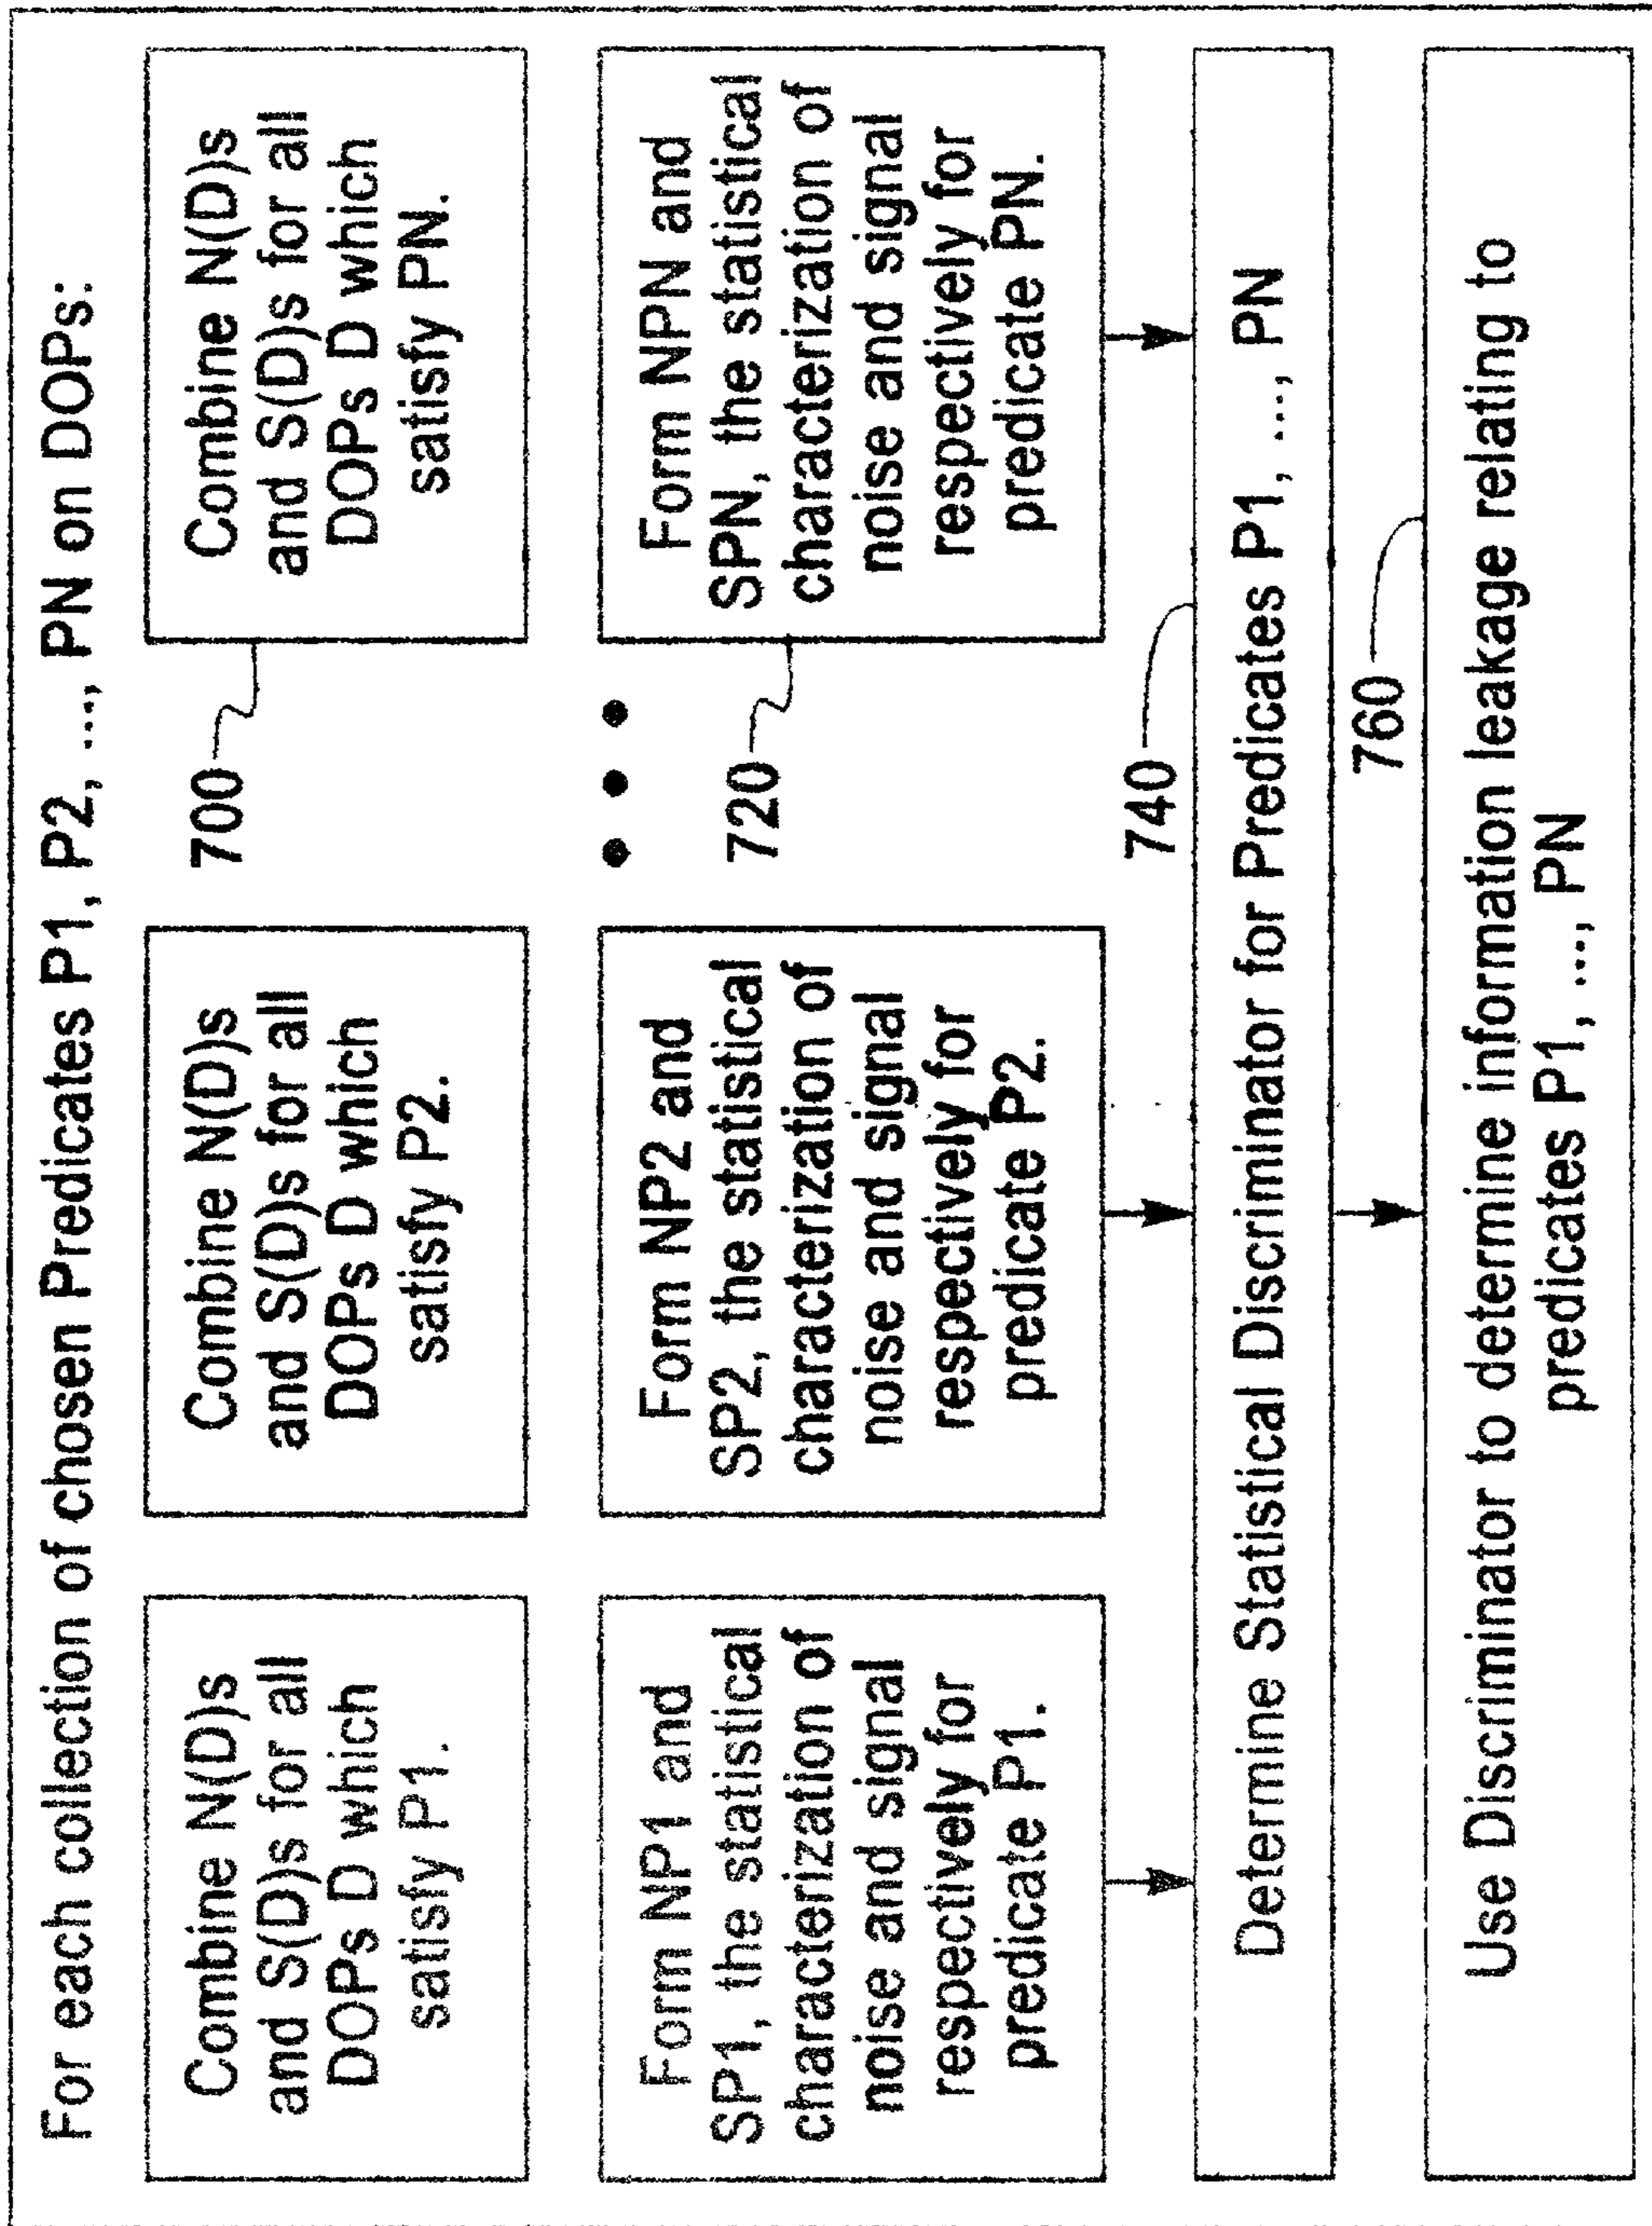 For each collection of chosen Predicates P1, P2, ..., PN on DOPs:
Combine N(D)s
and S(D)s for all
DOPs D which
satisfy P1.
Combine N(D)s
and S(D)s for all
DOPs D which
satisfy P2.
700
Combine N(D)s
and S(D)s for all
DOPs D which
satisfy PN.
Form NP1 and
SP1, the statistical
characterization of
noise and signal
respectively for
predicate P1.
Form NP2 and
SP2, the statistical
characterization of
noise and signal
respectively for
predicate P2.
• • •
720
Form NPN and
SPN, the statistical
characterization of
noise and signal
respectively for
predicate PN.
740
Determine Statistical Discriminator for Predicates P1, ..., PN
760
Use Discriminator to determine information leakage relating to
predicates P1, ..., PN